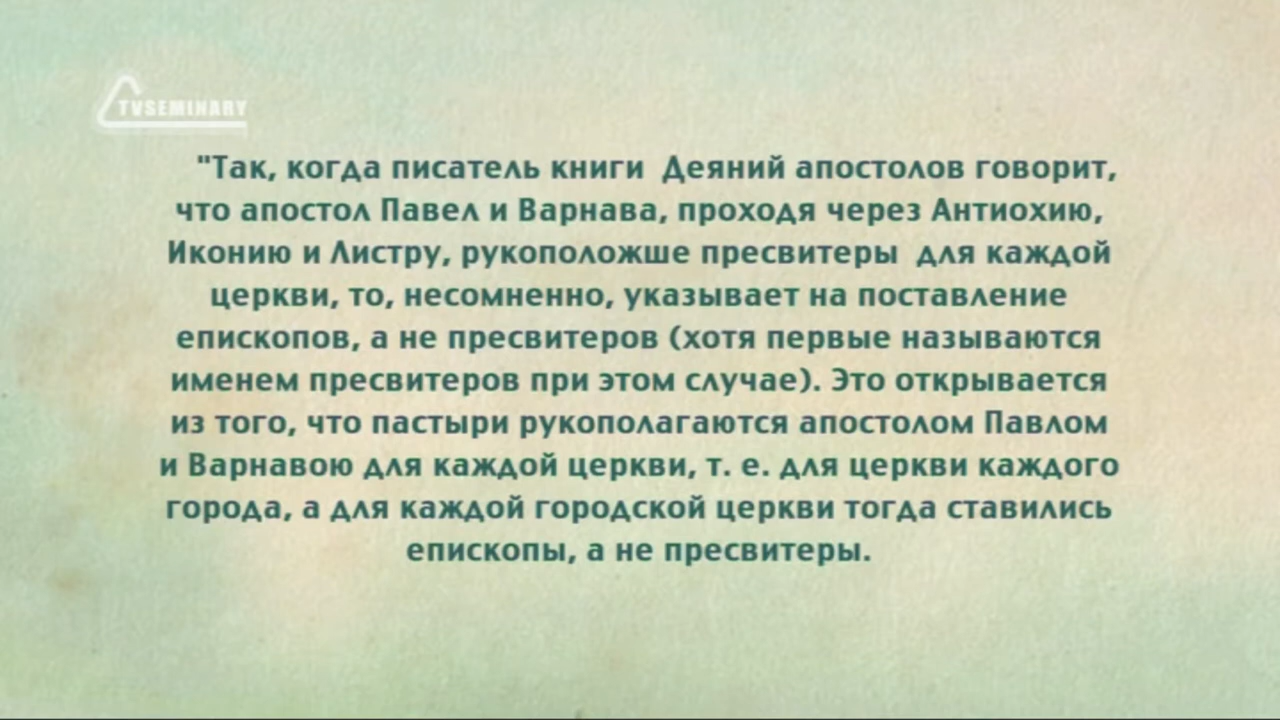 TVSEMINARY
"Так, когда писатель книги Деяний апостолов говорит,
что апостол Павел и Варнава, проходя через Антиохию,
Иконию и Листру, рукоположше пресвитеры для каждой
церкви, то, несомненно, указывает на поставление
епископов, а не пресвитеров (хотя первые называются
именем пресвитеров при этом случае). Это открывается
из того, что пастыри рукополагаются апостолом Павлом
и Варнавою для каждой церкви, т. е. для церкви каждого
города, а для каждой городской церкви тогда ставились
епископы, а не пресвитеры.